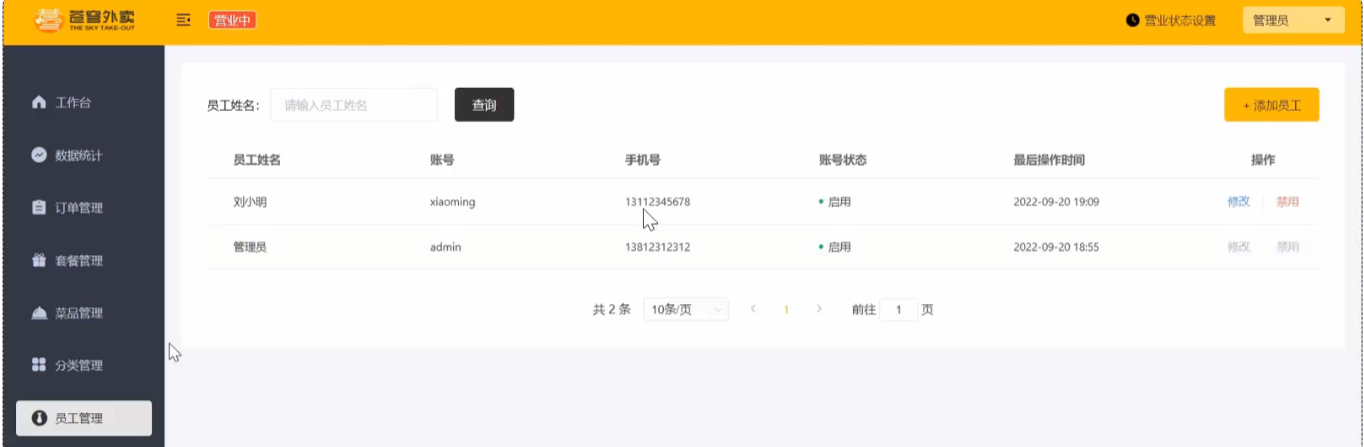 苍穹外卖
THE SKY TAKE-OUT
营业中
营业状态设置
管理员
工作台
数据统计
订单管理
套餐管理
菜品管理
分类管理
员工管理
员工姓名： 请输入员工姓名 查询 + 添加员工
员工姓名 账号 手机号 账号状态 最后操作时间 操作
刘小明 xiaoming 13112345678 启用 2022-09-20 19:09 修改 禁用
管理员 admin 13812312312 启用 2022-09-20 18:55 修改 禁用
共 2 条 10条/页 1 前往 1 页